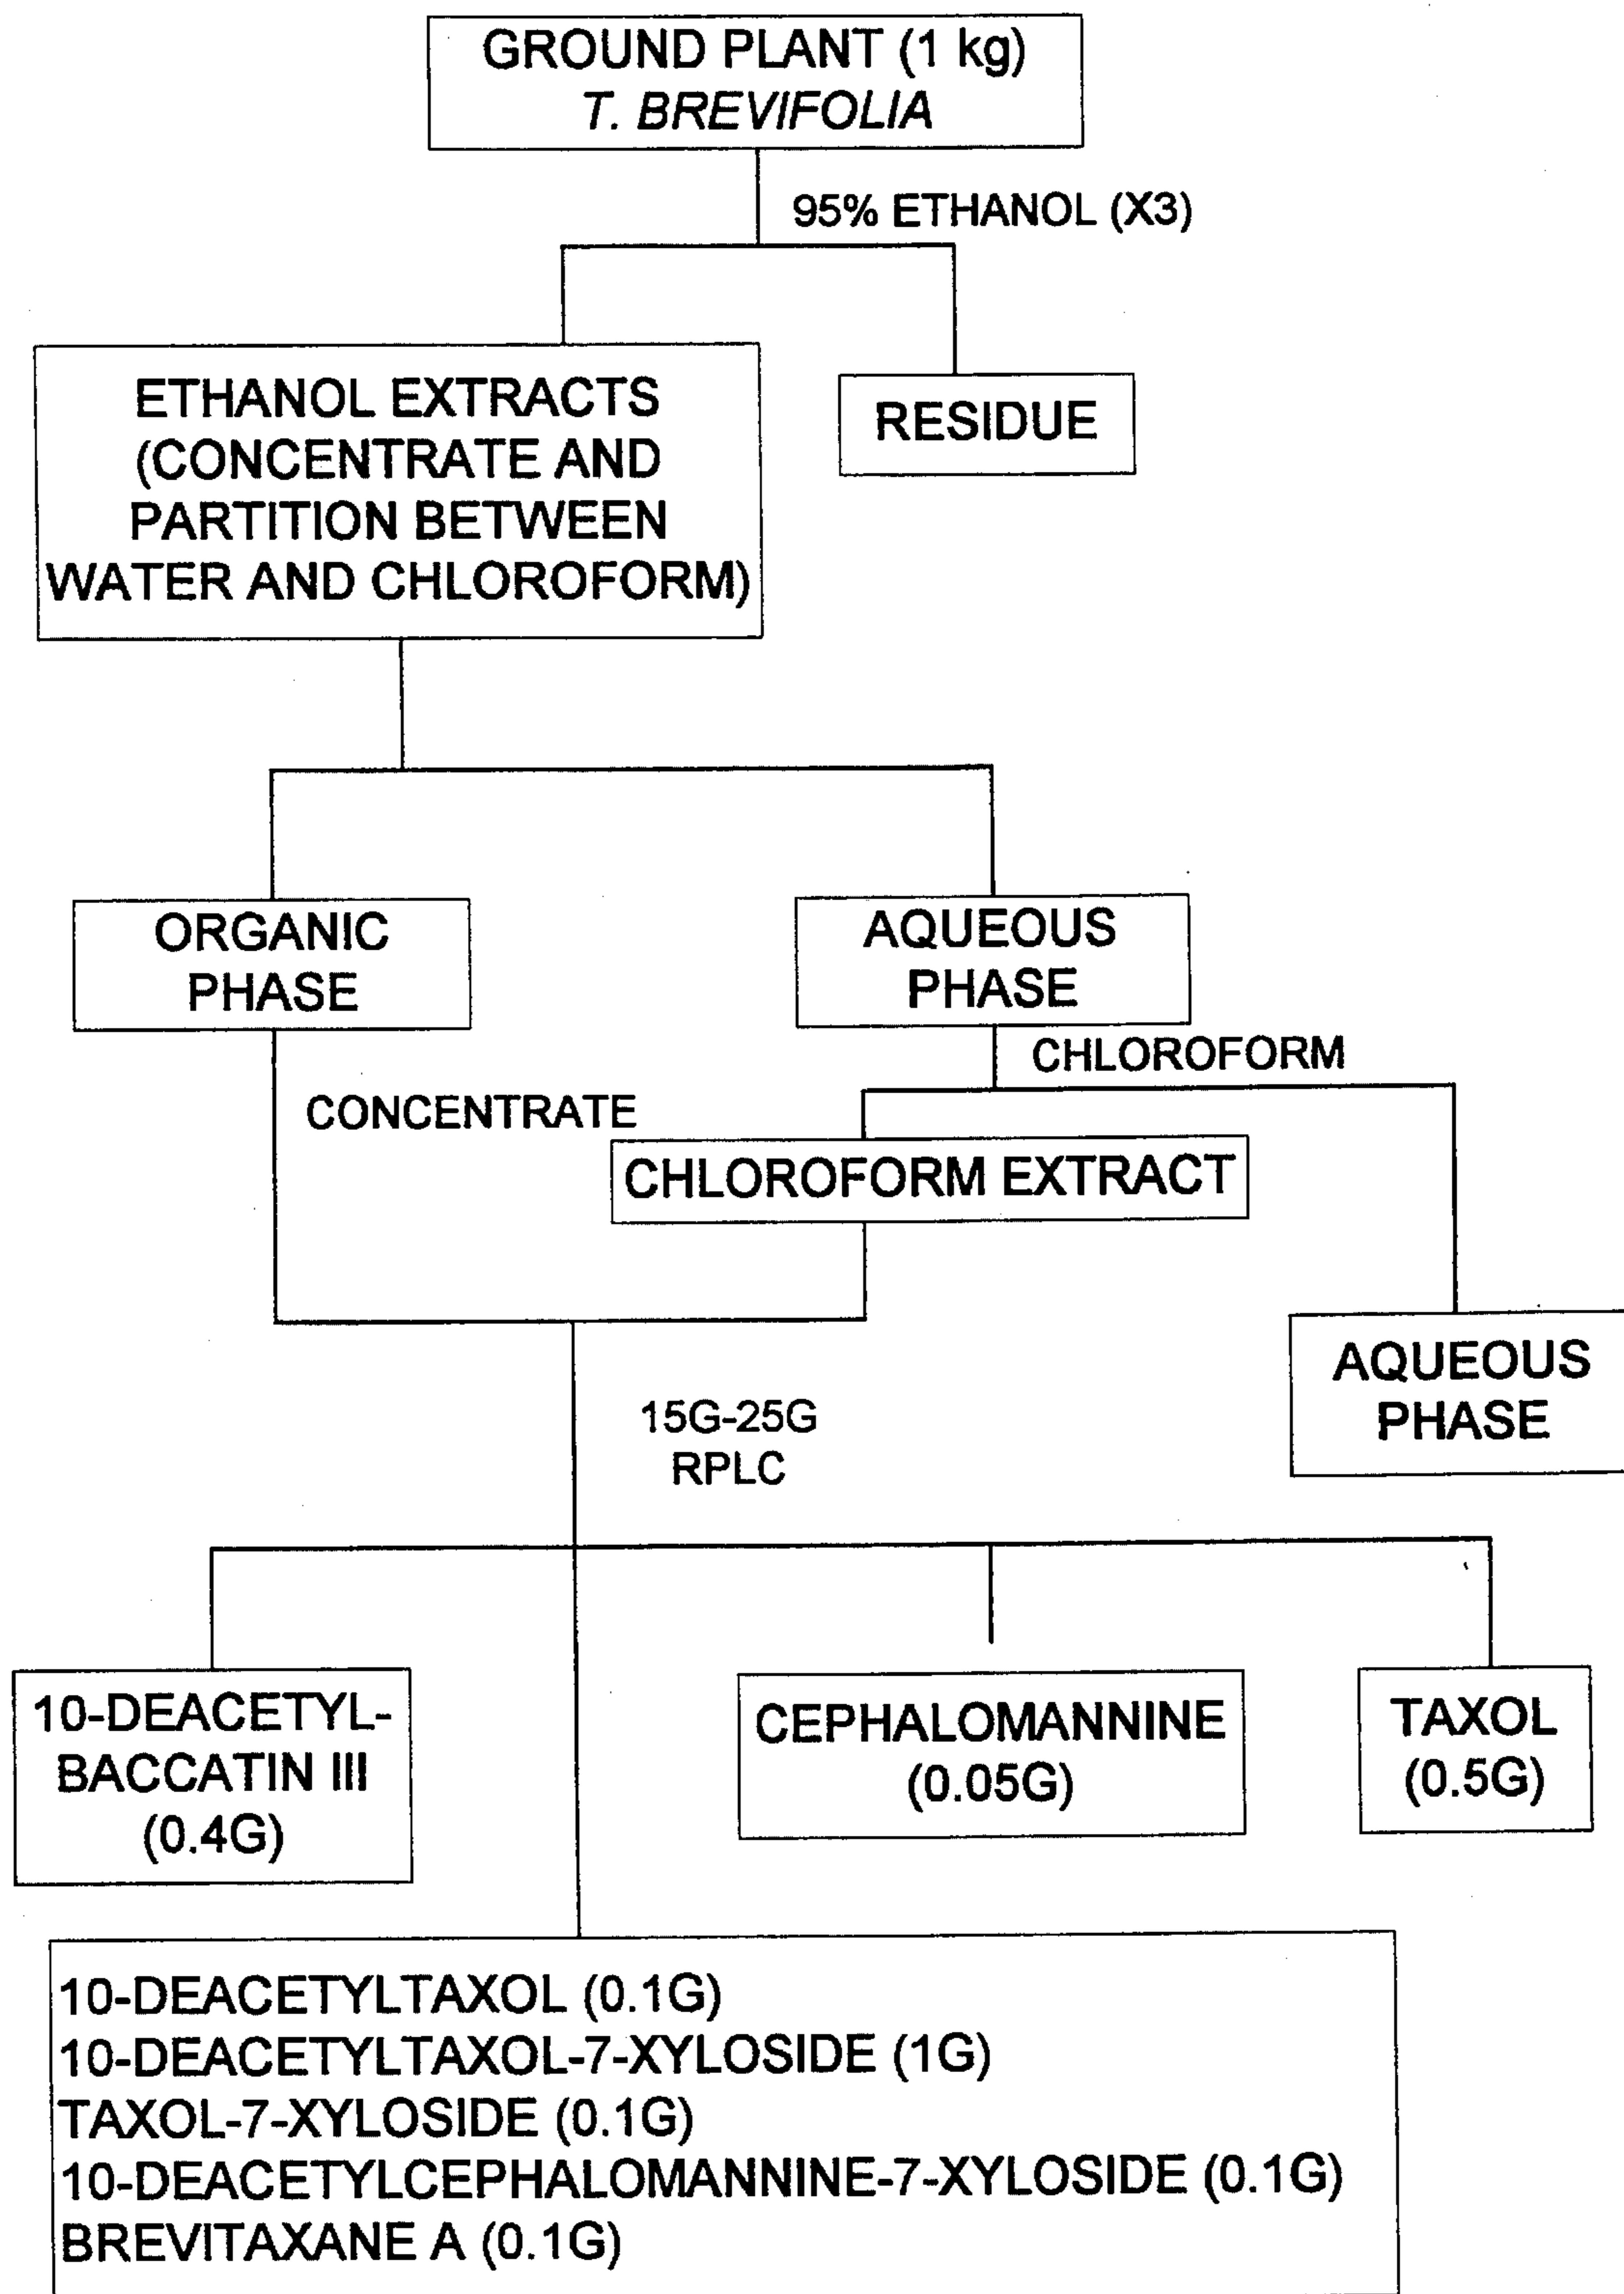 GROUND PLANT (1 kg)
T. BREVIFOLIA
95% ETHANOL (X3)
ETHANOL EXTRACTS
(CONCENTRATE AND
PARTITION BETWEEN
WATER AND CHLOROFORM)
RESIDUE
ORGANIC
PHASE
AQUEOUS
PHASE
CHLOROFORM
CONCENTRATE
CHLOROFORM EXTRACT
AQUEOUS
PHASE
15G-25G
RPLC
10-DEACETYL-
BACCATIN III
(0.4G)
CEPHALOMANNINE
(0.05G)
TAXOL
(0.5G)
10-DEACETYLTAXOL (0.1G)
10-DEACETYLTAXOL-7-XYLOSIDE (1G)
TAXOL-7-XYLOSIDE (0.1G)
10-DEACETYLCEPHALOMANNINE-7-XYLOSIDE (0.1G)
BREVITAXANE A (0.1G)